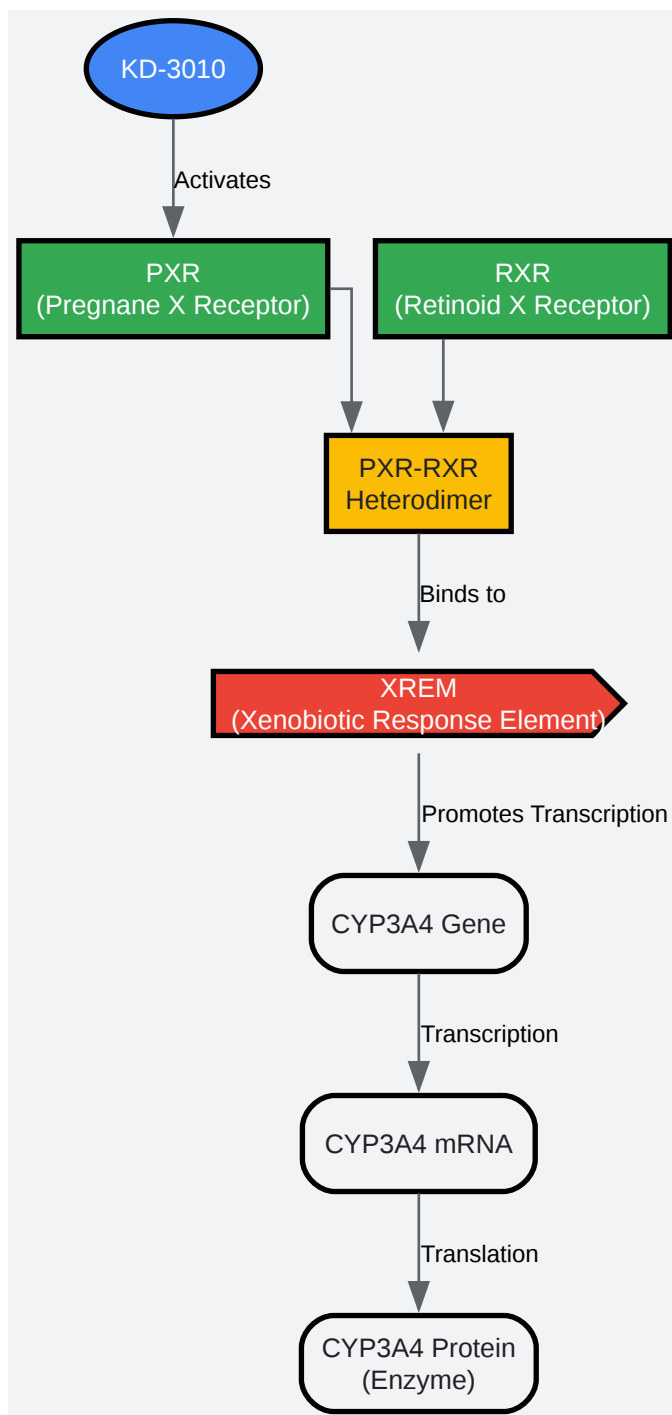 KD-3010
Activates
PXR
(Pregnane X Receptor)
RXR
(Retinoid X Receptor)
PXR-RXR
Heterodimer
Binds to
XREM
(Xenobiotic Response Element)
Promotes Transcription
CYP3A4 Gene
Transcription
CYP3A4 mRNA
Translation
CYP3A4 Protein
(Enzyme)